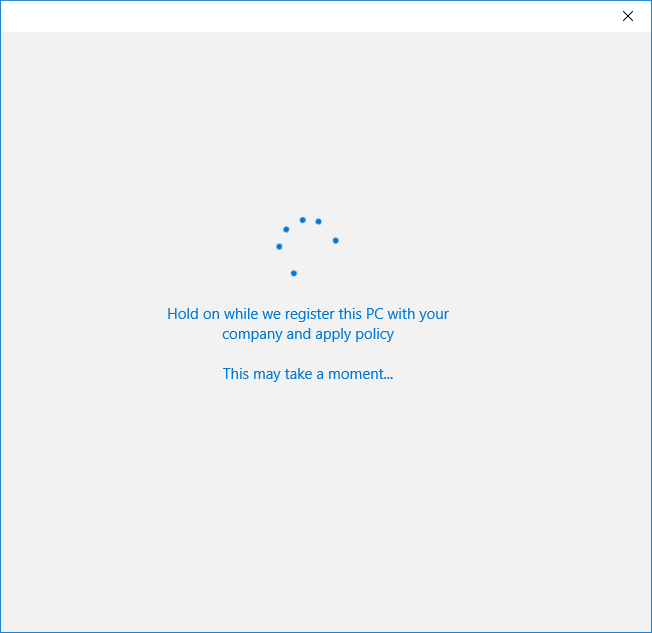 Hold on while we register this PC with your
company and apply policy
This may take a moment...